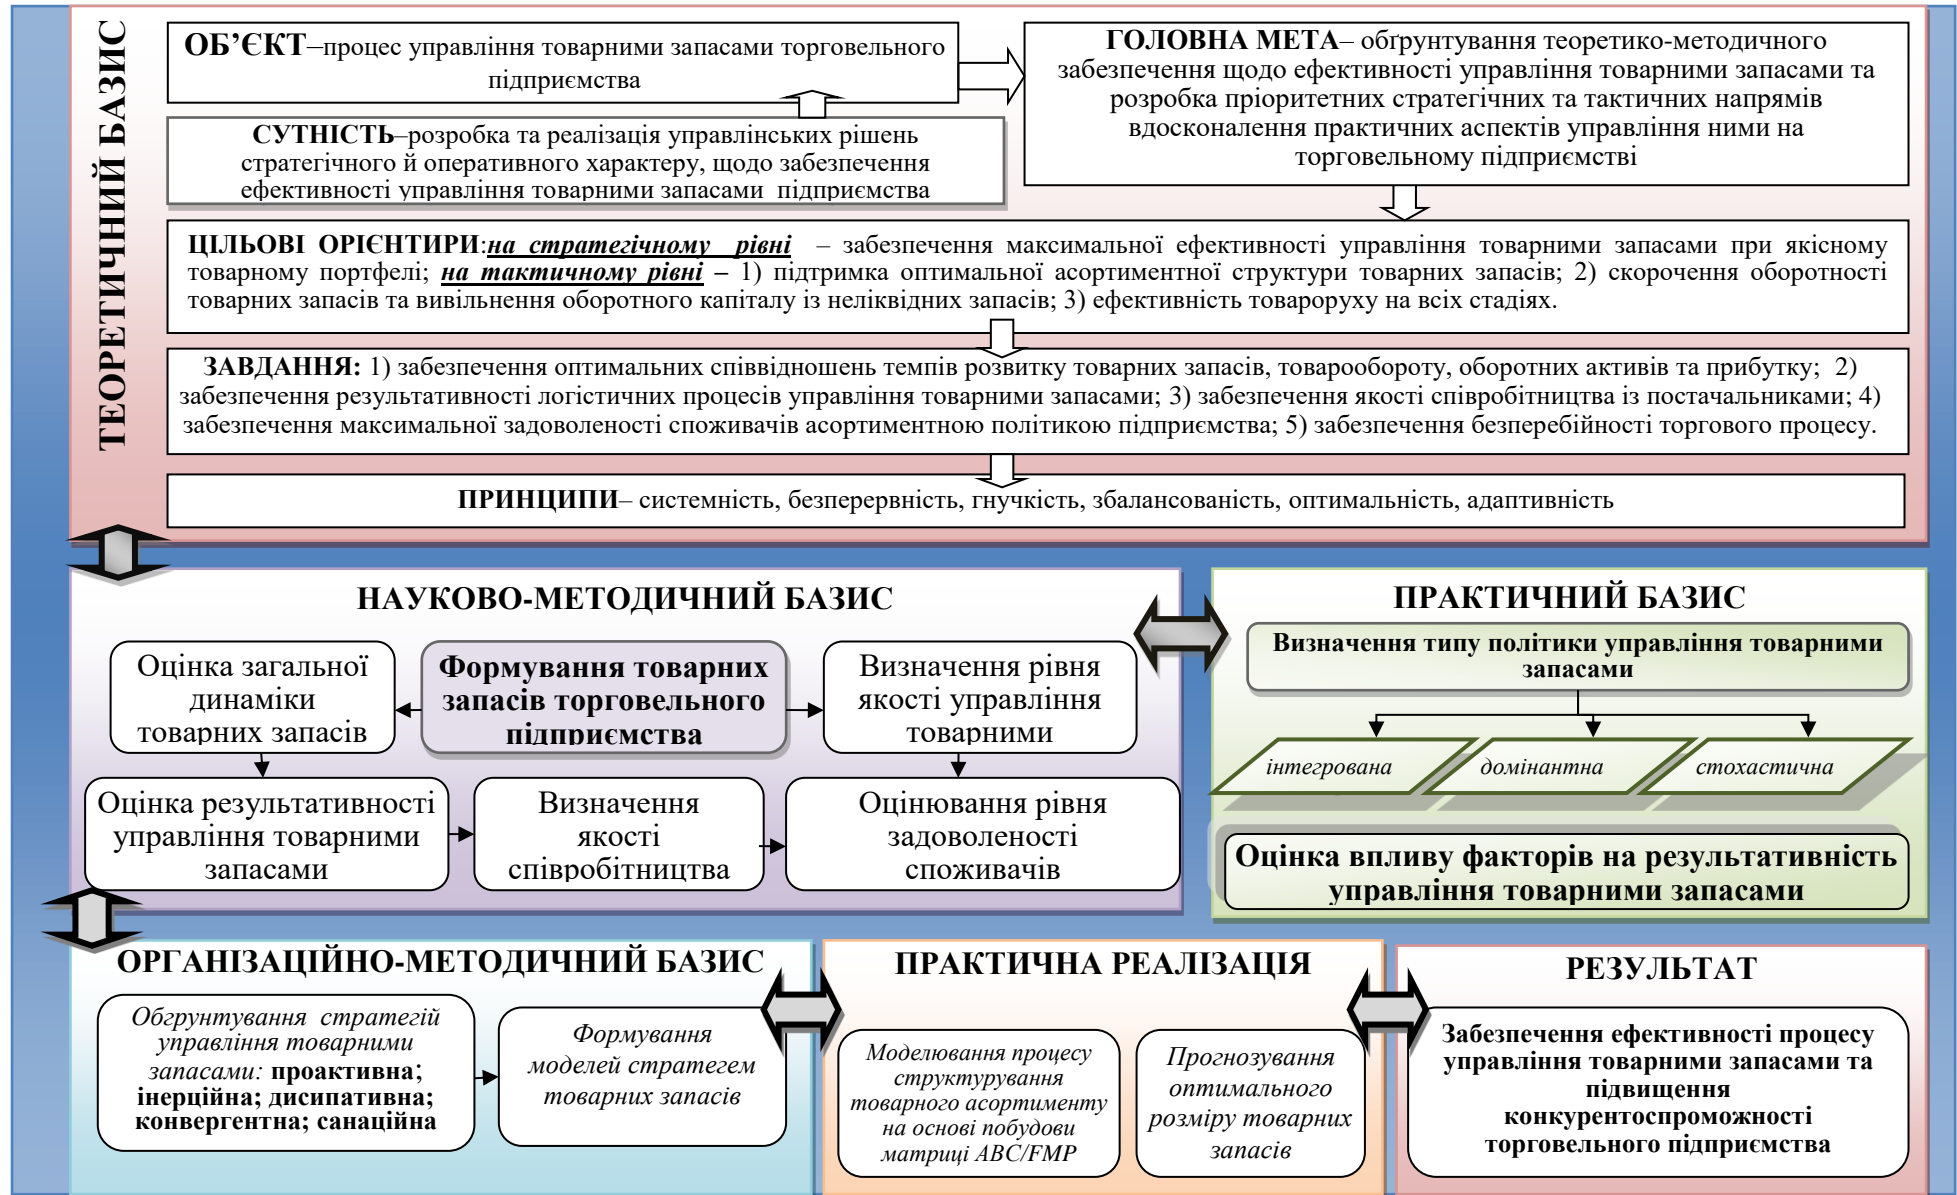 ТЕОРЕТИЧНИЙ БАЗИС
ОБ’ЄКТ–процес управління товарними запасами торговельного
підприємства
ГОЛОВНА МЕТА– обґрунтування теоретико-методичного
забезпечення щодо ефективності управління товарними запасами та
розробка пріоритетних стратегічних та тактичних напрямів
вдосконалення практичних аспектів управління ними на
торговельному підприємстві
СУТНІСТЬ–розробка та реалізація управлінських рішень
стратегічного й оперативного характеру, щодо забезпечення
ефективності управління товарними запасами підприємства
ЦІЛЬОВІ ОРІЄНТИРИ:на стратегічному рівні – забезпечення максимальної ефективності управління товарними запасами при якісному
товарному портфелі; на тактичному рівні – 1) підтримка оптимальної асортиментної структури товарних запасів; 2) скорочення оборотності
товарних запасів та вивільнення оборотного капіталу із неліквідних запасів; 3) ефективність товароруху на всіх стадіях.
ЗАВДАННЯ: 1) забезпечення оптимальних співвідношень темпів розвитку товарних запасів, товарообороту, оборотних активів та прибутку; 2)
забезпечення результативності логістичних процесів управління товарними запасами; 3) забезпечення якості співробітництва із постачальниками; 4)
забезпечення максимальної задоволеності споживачів асортиментною політикою підприємства; 5) забезпечення безперебійності торгового процесу.
ПРИНЦИПИ– системність, безперервність, гнучкість, збалансованість, оптимальність, адаптивність
НАУКОВО-МЕТОДИЧНИЙ БАЗИС
Оцінка загальної
динаміки
товарних запасів
Формування товарних
запасів торговельного
підприємства
Визначення рівня
якості управління
товарними
Оцінка результативності
управління товарними
запасами
Визначення
якості
співробітництва
Оцінювання рівня
задоволеності
споживачів
ПРАКТИЧНИЙ БАЗИС
Визначення типу політики управління товарними
запасами
інтегрована
домінантна
стохастична
Оцінка впливу факторів на результативність
управління товарними запасами
ОРГАНІЗАЦІЙНО-МЕТОДИЧНИЙ БАЗИС
Обґрунтування стратегій
управління товарними
запасами: проактивна;
інерційна; дисипативна;
конвергентна; санаційна
Формування
моделей стратегем
товарних запасів
ПРАКТИЧНА РЕАЛІЗАЦІЯ
Моделювання процесу
структурування
товарного асортименту
на основі побудови
матриці ABC/FMP
Прогнозування
оптимального
розміру товарних
запасів
РЕЗУЛЬТАТ
Забезпечення ефективності процесу
управління товарними запасами та
підвищення
конкурентоспроможності
торговельного підприємства